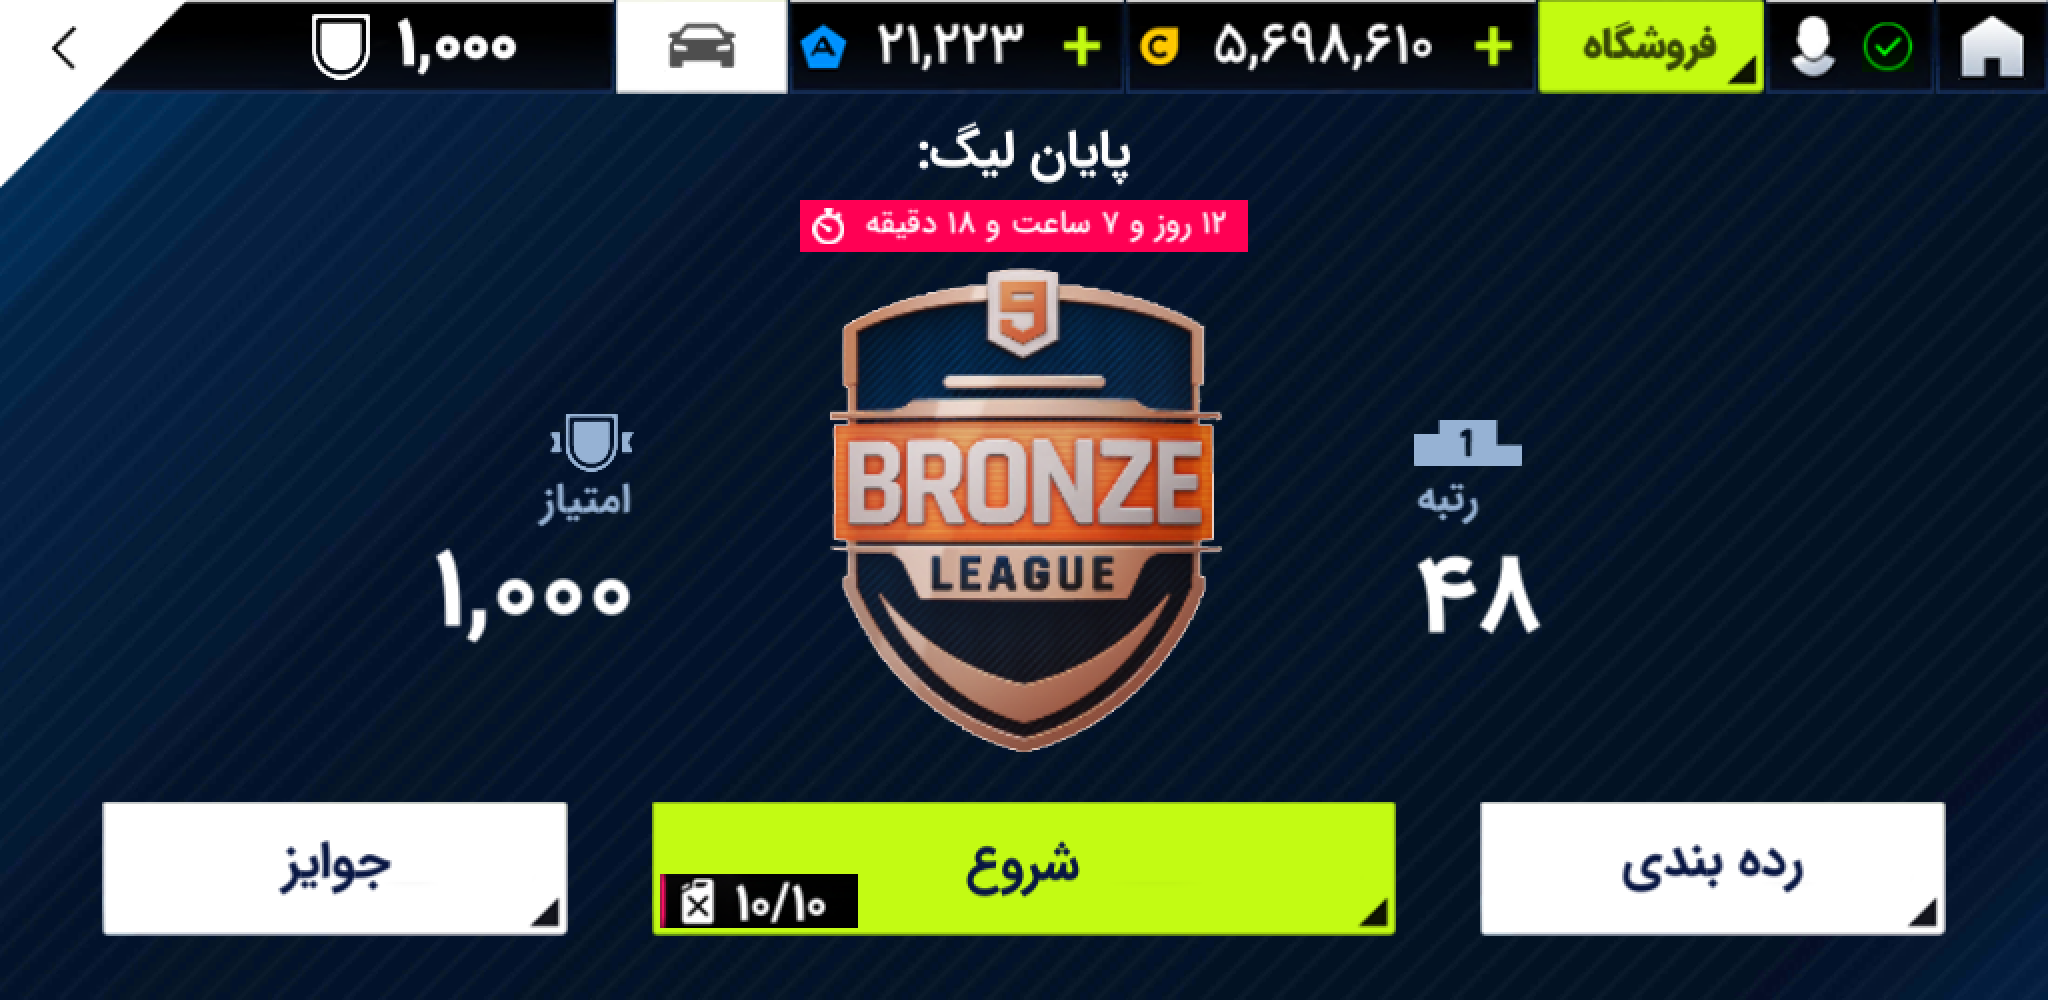 ۱,۰۰۰
۲۱,۲۲۳
۵,۶۹۸,۶۱۰
فروشگاه
پایان لیگ:
۱۲ روز و ۷ ساعت و ۱۸ دقیقه
9
BRONZE
LEAGUE
1
رتبه
۴۸
امتیاز
۱,۰۰۰
رده بندی
شروع
۱۰/۱۰
جوایز